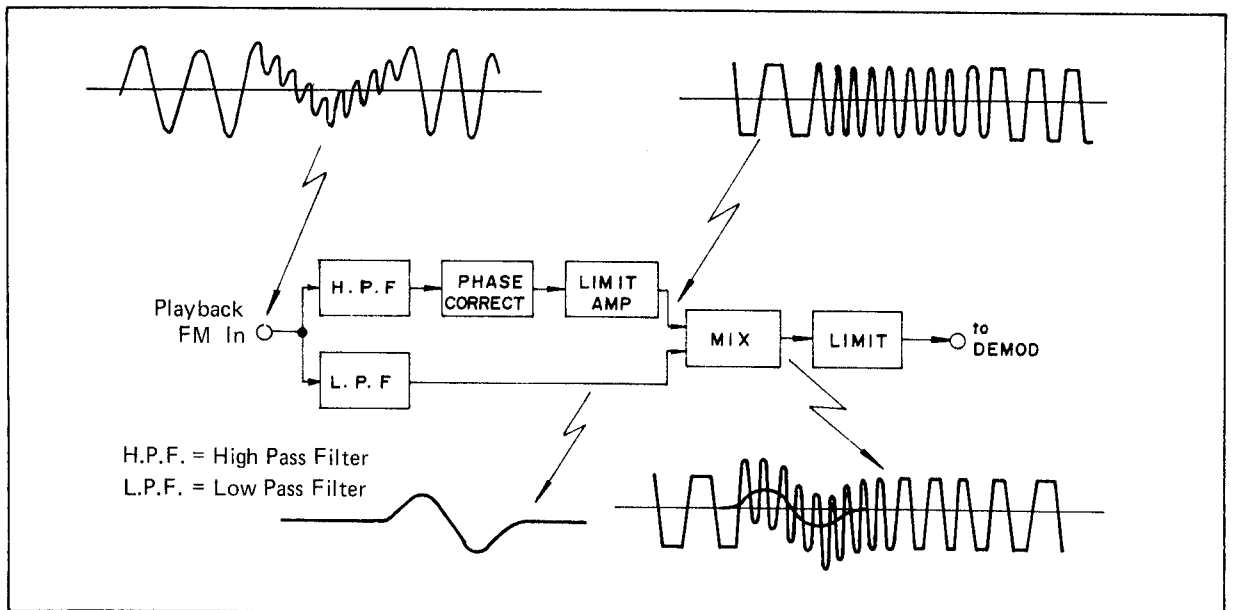 H. P. F
PHASE
CORRECT
LIMIT
AMP
Playback
FM In
MIX
LIMIT
to
DEMOD
L. P. F
H.P.F. = High Pass Filter
L.P.F. = Low Pass Filter